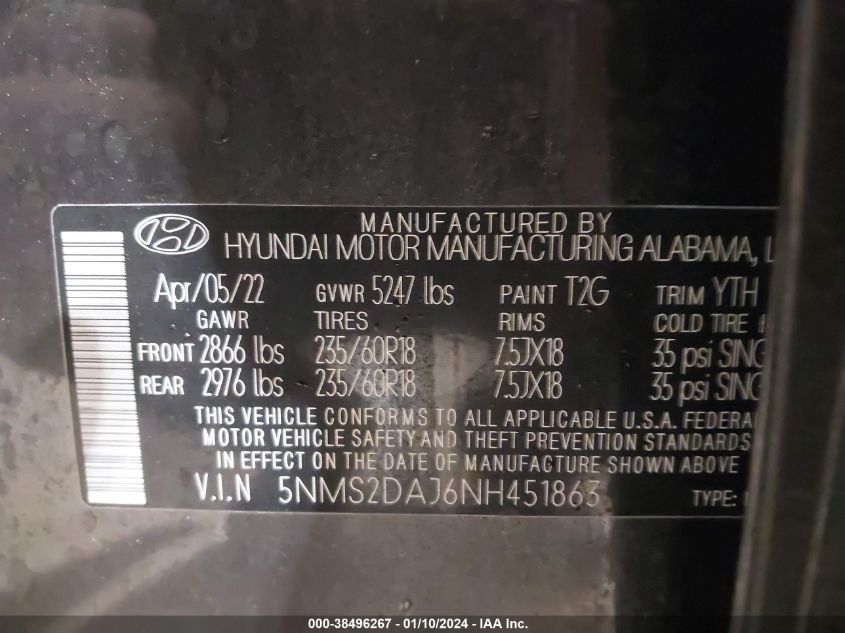 MANUFACTURED BY
HYUNDAI MOTOR MANUFACTURING ALABAMA, L
Apr/05/22 GVWR 5247 lbs PAINT T2G TRIM YTH
GAWR TIRES RIMS COLD TIRE
FRONT 2866 lbs 235/60R18 7.5JX18 35 psi SING
REAR 2976 lbs 235/60R18 7.5JX18 35 psi SING
THIS VEHICLE CONFORMS TO ALL APPLICABLE U.S.A. FEDERA
MOTOR VEHICLE SAFETY AND THEFT PREVENTION STANDARDS
IN EFFECT ON THE DATE OF MANUFACTURE SHOWN ABOVE
V.I.N 5NMS2DAJ6NH451863 TYPE:
000-38496267 - 01/10/2024 - © IAA Inc.